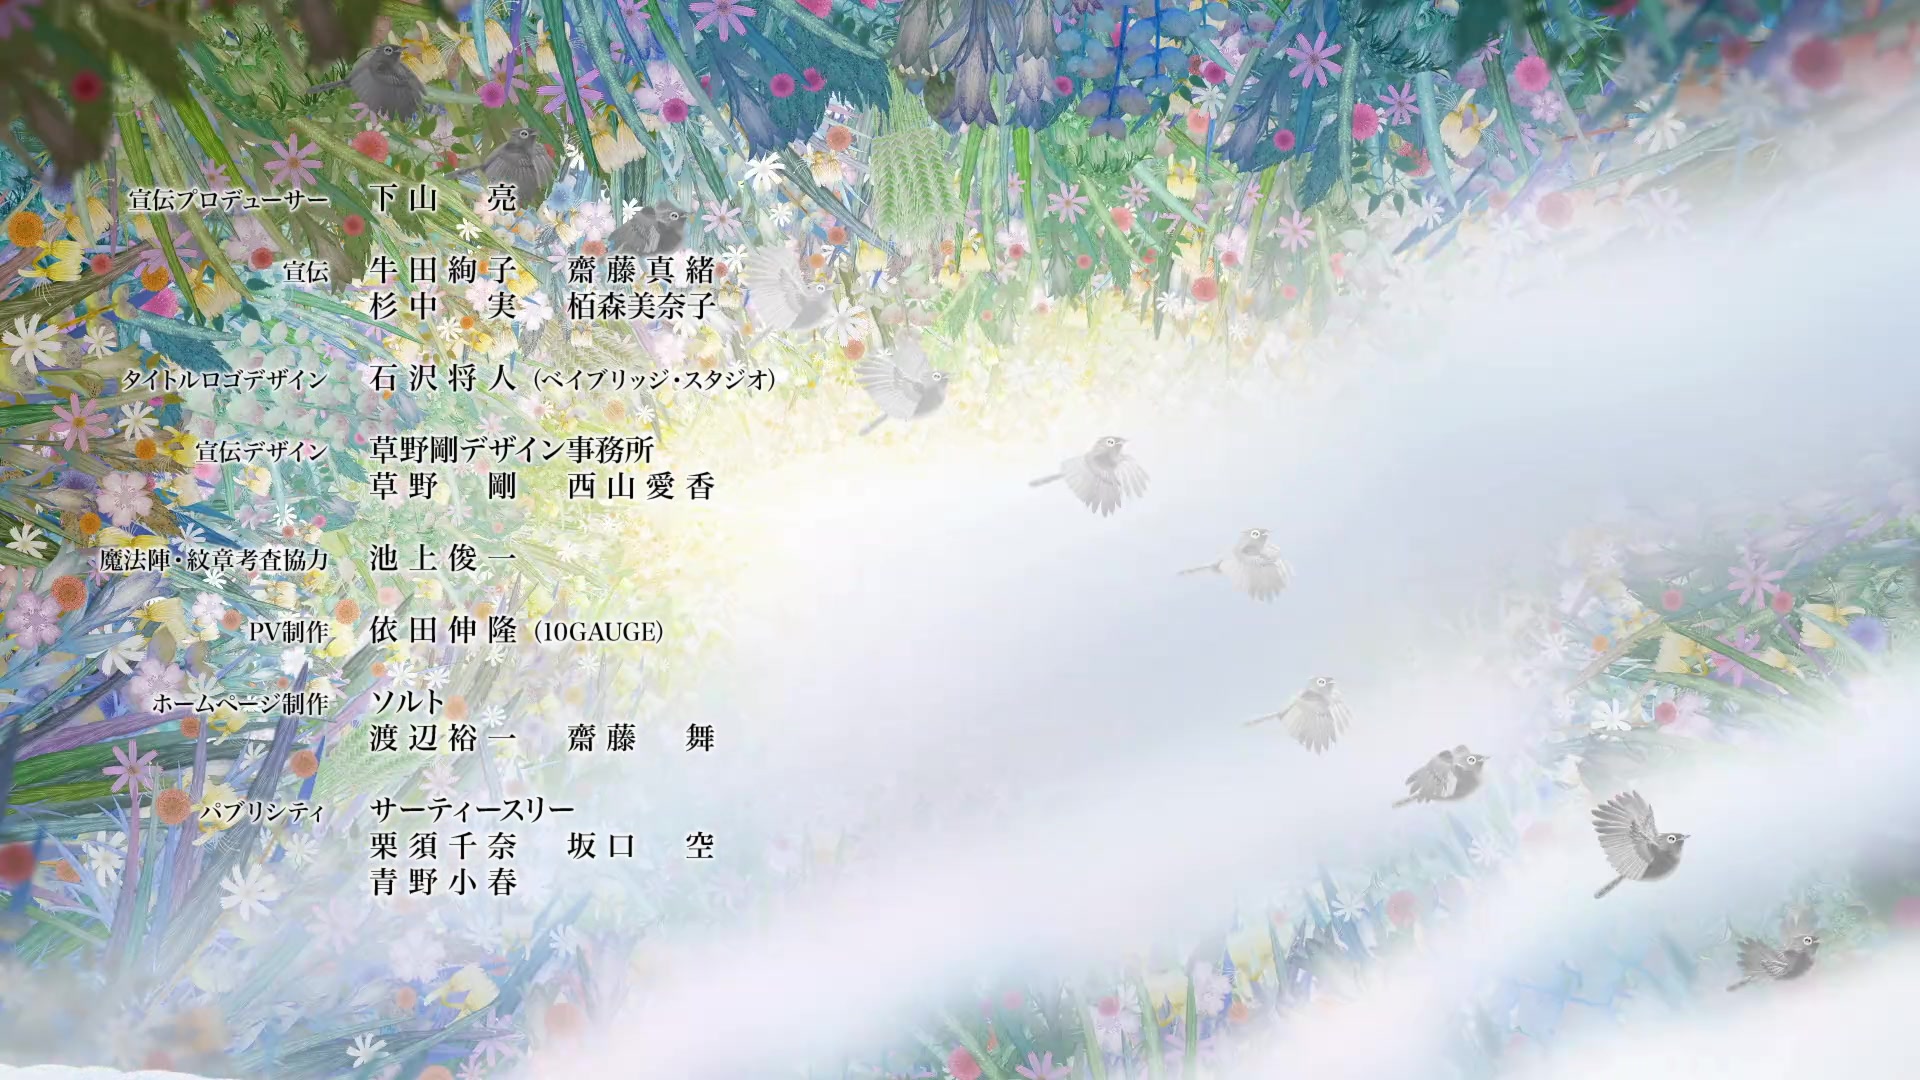 宣伝プロデューサー 下山 亮
宣伝 牛田絢子 齋藤真緒
杉中 実 栢森美奈子
タイトルロゴデザイン 石沢将人（ベイブリッジ・スタジオ）
宣伝デザイン 草野剛デザイン事務所
草野 剛 西山愛香
魔法陣・紋章考査協力 池上俊一
PV制作 依田伸隆（10GAUGE）
ホームページ制作 ソルト
渡辺裕一 齋藤 舞
パブリシティ サーティースリー
栗須千奈 坂口 空
青野小春